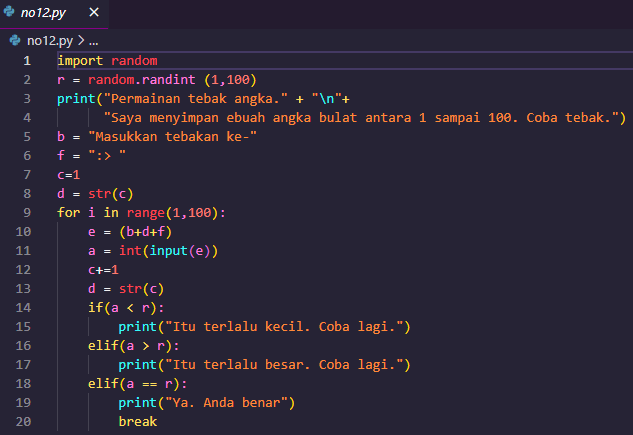 no12.py
no12.py > ...
1 import random
2 r = random.randint (1,100)
3 print("Permainan tebak angka." + "\n"+
4       "Saya menyimpan ebuah angka bulat antara 1 sampai 100. Coba tebak.")
5 b = "Masukkan tebakan ke-"
6 f = ":> "
7 c=1
8 d = str(c)
9 for i in range(1,100):
10     e = (b+d+f)
11     a = int(input(e))
12     c+=1
13     d = str(c)
14     if(a < r):
15         print("Itu terlalu kecil. Coba lagi.")
16     elif(a > r):
17         print("Itu terlalu besar. Coba lagi.")
18     elif(a == r):
19         print("Ya. Anda benar")
20         break